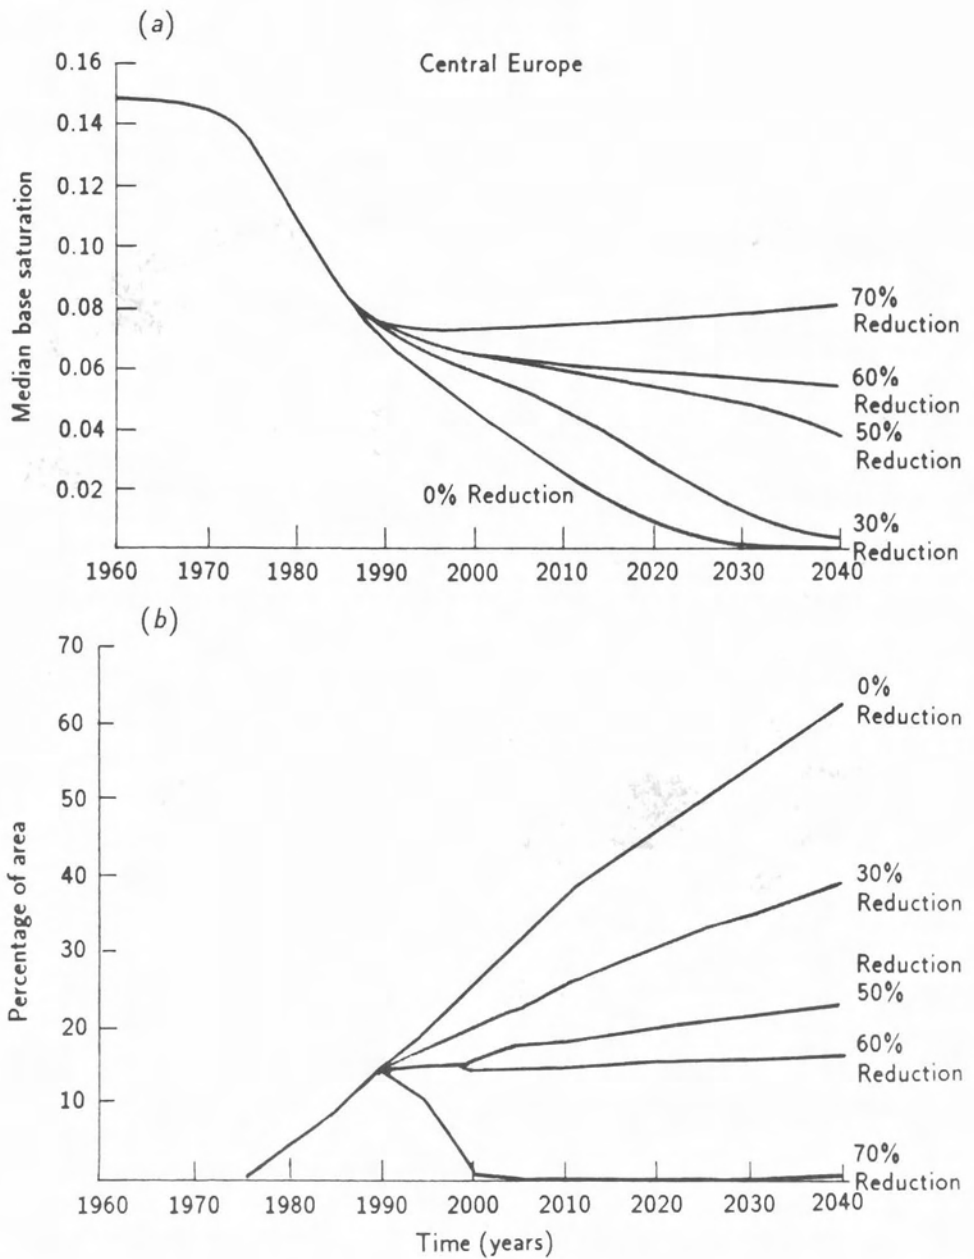 (a)
Central Europe
Median base saturation
0.16
0.14
0.12
0.10
0.08
0.06
0.04
0.02
70%
Reduction
60%
Reduction
50%
Reduction
30%
Reduction
0% Reduction
1960 1970 1980 1990 2000 2010 2020 2030 2040
(b)
Percentage of area
70
60
50
40
30
20
10
0%
Reduction
30%
Reduction
Reduction
50%
60%
Reduction
70%
Reduction
1960 1970 1980 1990 2000 2010 2020 2030 2040
Time (years)